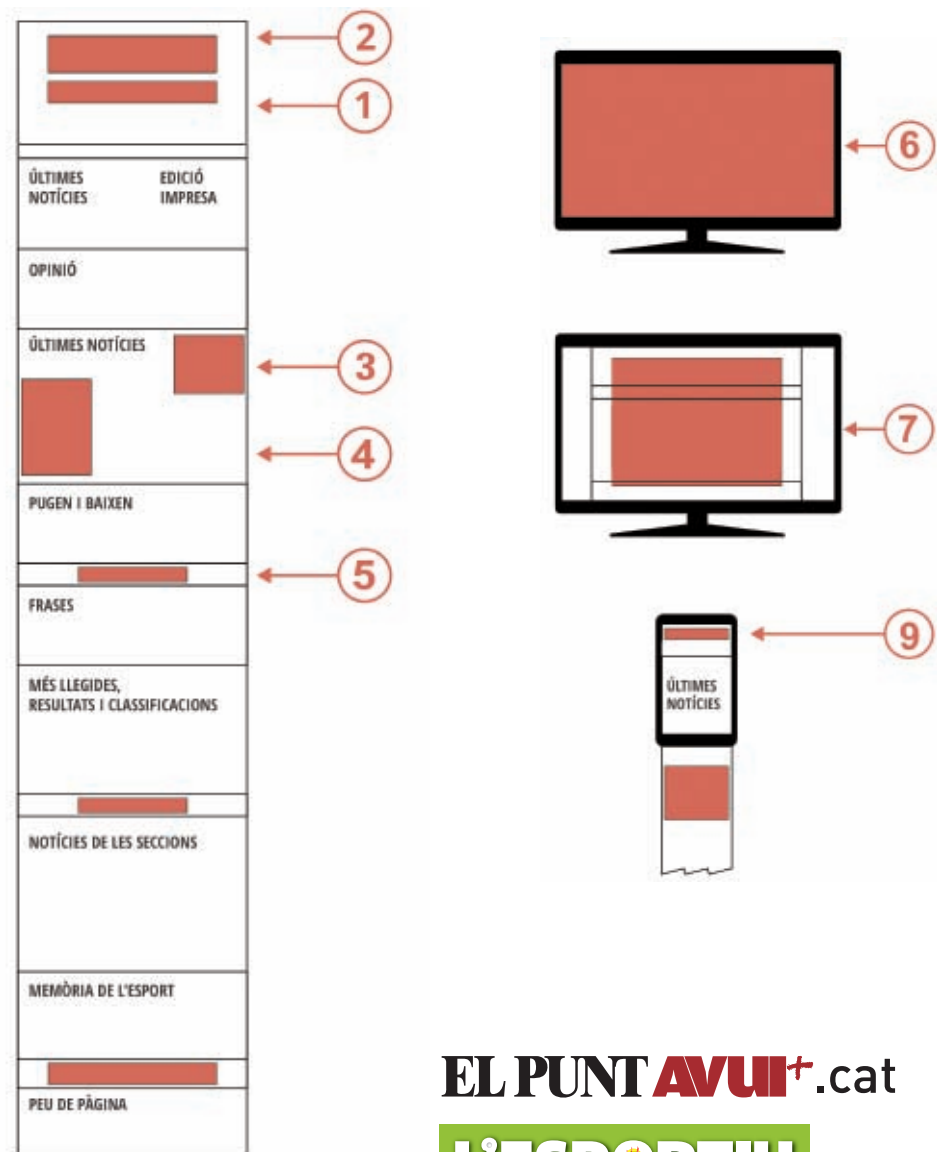 2
1
ÚLTIMES
NOTÍCIES
EDICIÓ
IMPRESA
OPINIÓ
ÚLTIMES NOTÍCIES
3
4
PUGEN I BAIXEN
5
FRASES
MÉS LLEGIDES,
RESULTATS I CLASSIFICACIONS
NOTÍCIES DE LES SECCIONS
MEMÒRIA DE L'ESPORT
PEU DE PÀGINA
6
7
9
ÚLTIMES
NOTÍCIES
EL PUNT AVUI+.cat
L'ESPORTIU